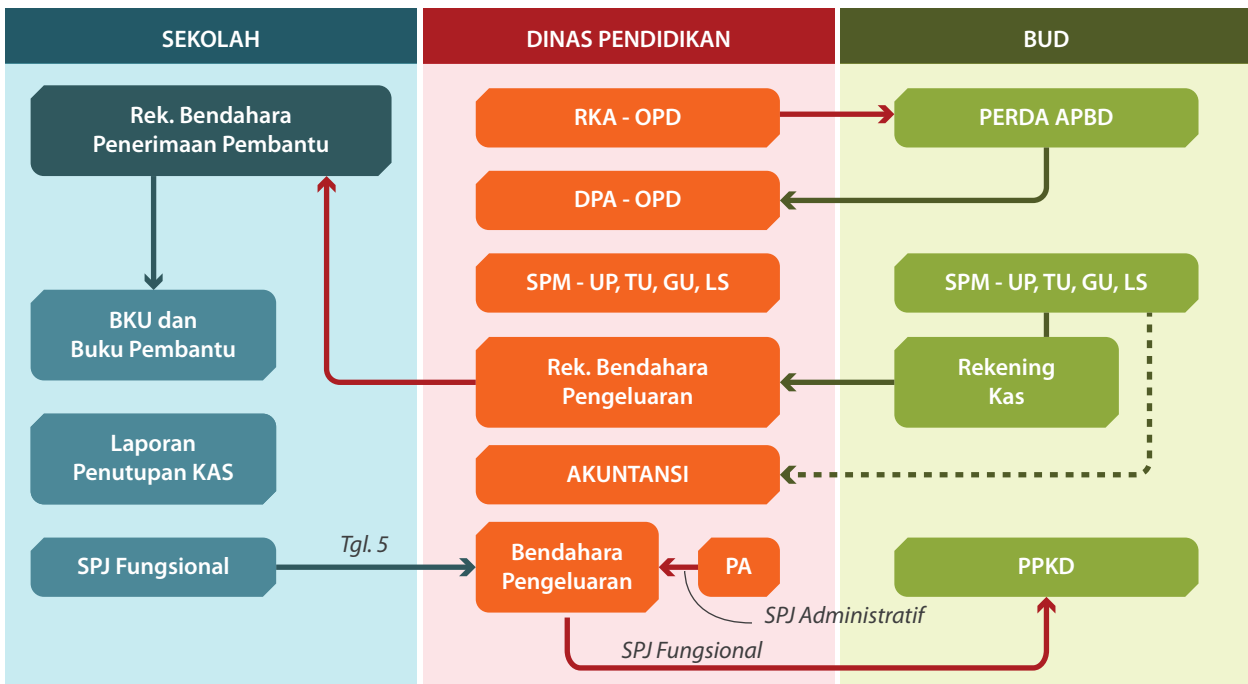 SEKOLAH
DINAS PENDIDIKAN
BUD
Rek. Bendahara
Penerimaan Pembantu
BKU dan
Buku Pembantu
Laporan
Penutupan KAS
SPJ Fungsional
Tgl. 5
RKA - OPD
DPA - OPD
SPM - UP, TU, GU, LS
Rek. Bendahara
Pengeluaran
AKUNTANSI
Bendahara
Pengeluaran
PA
SPJ Administratif
SPJ Fungsional
PERDA APBD
SPM - UP, TU, GU, LS
Rekening
Kas
PPKD